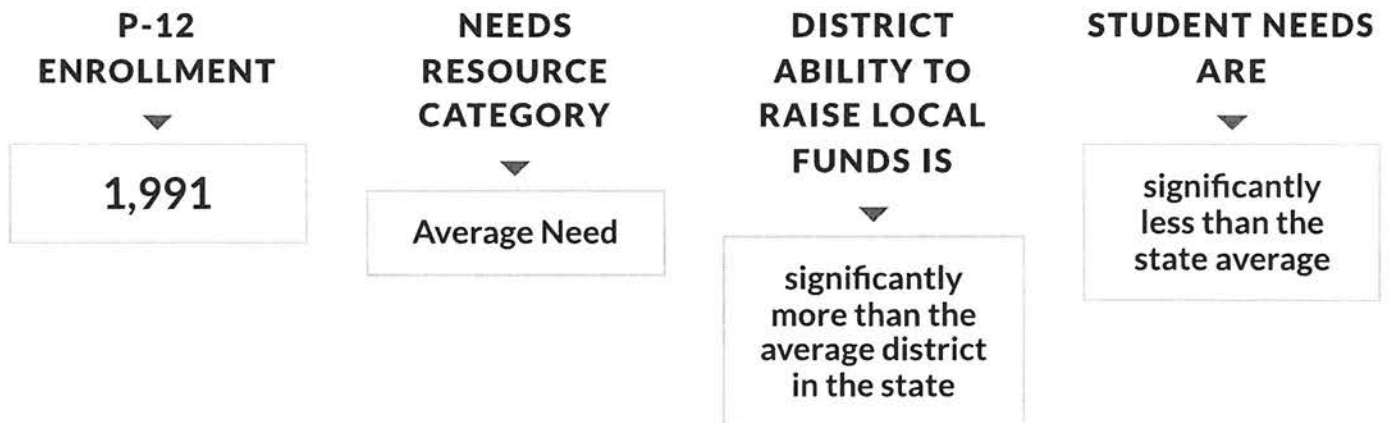 P-12
ENROLLMENT
1,991
NEEDS
RESOURCE
CATEGORY
Average Need
DISTRICT
ABILITY TO
RAISE LOCAL
FUNDS IS
significantly
more than the
average district
in the state
STUDENT NEEDS
ARE
significantly
less than the
state average